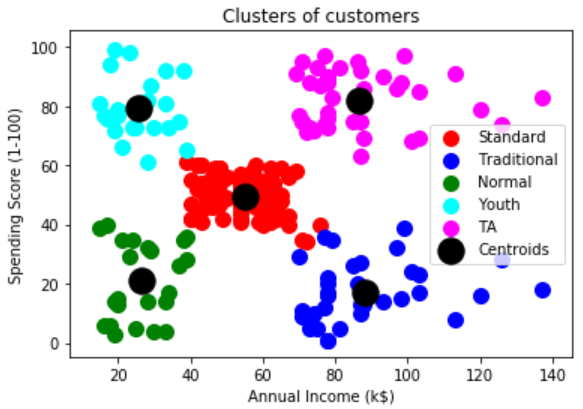 Clusters of customers
Spending Score (1-100)
100
80
60
40
20
0
Standard
Traditional
Normal
Youth
TA
Centroids
20
40
60
80
100
120
140
Annual Income (k$)